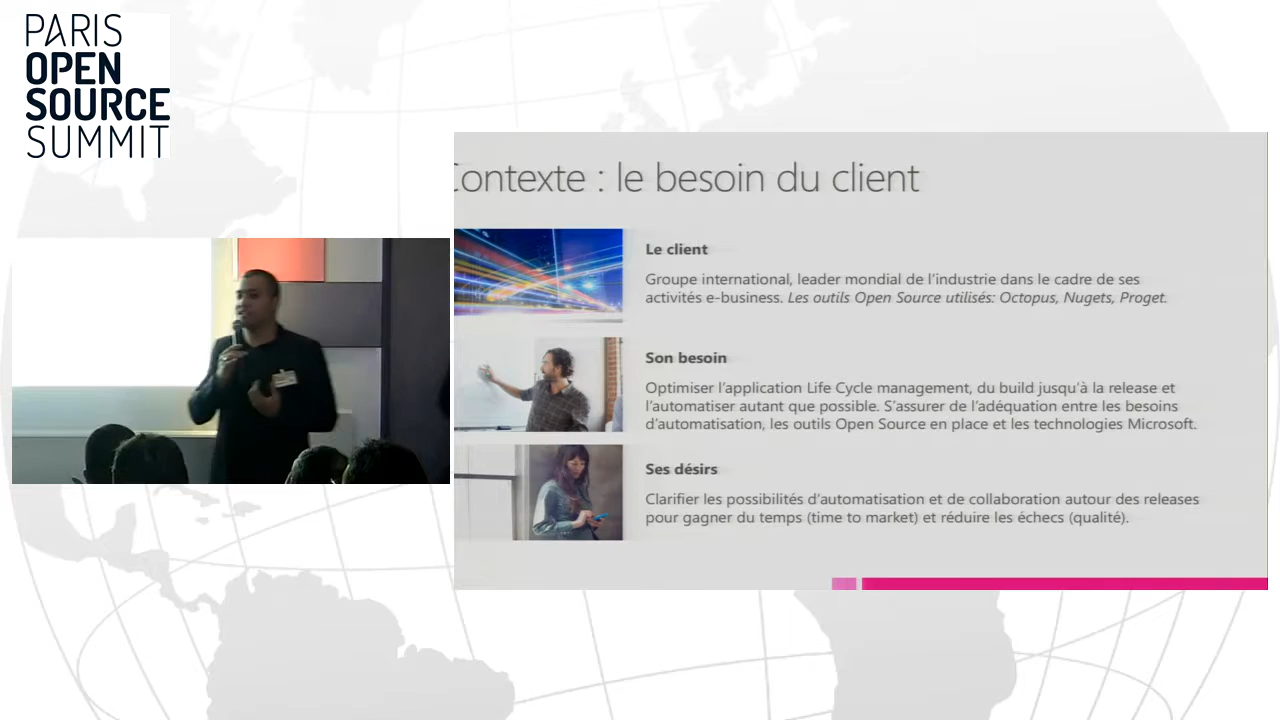 PARIS
OPEN
SOURCE
SUMMIT
Contexte : le besoin du client
Le client
Groupe international, leader mondial de l'industrie dans le cadre de ses
activités e-business. Les outils Open Source utilisés: Octopus, Nugets, Proget.
Son besoin
Optimiser l'application Life Cycle management, du build jusqu'à la release et
l'automatiser autant que possible. S'assurer de l'adéquation entre les besoins
d'automatisation, les outils Open Source en place et les technologies Microsoft.
Ses désirs
Clarifier les possibilités d'automatisation et de collaboration autour des releases
pour gagner du temps (time to market) et réduire les échecs (qualité).